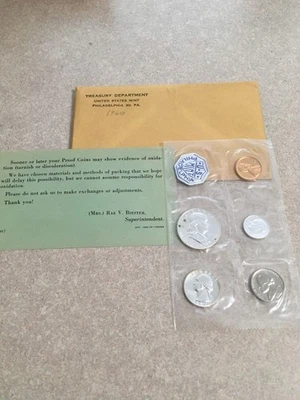 TREASURY DEPARTMENT
UNITED STATES MINT
PHILADELPHIA 30, PA.
1960
Sooner or later your Proof Coins may show evidence of oxida-
tion (tarnish or discoloration).
We have chosen materials and methods of packing that we hope
will delay this possibility, but we cannot assume responsibility for
oxidation.
Please do not ask us to make exchanges or adjustments.
Thank you!
(MRS.) RAE V. BIESTER,
Superintendent.